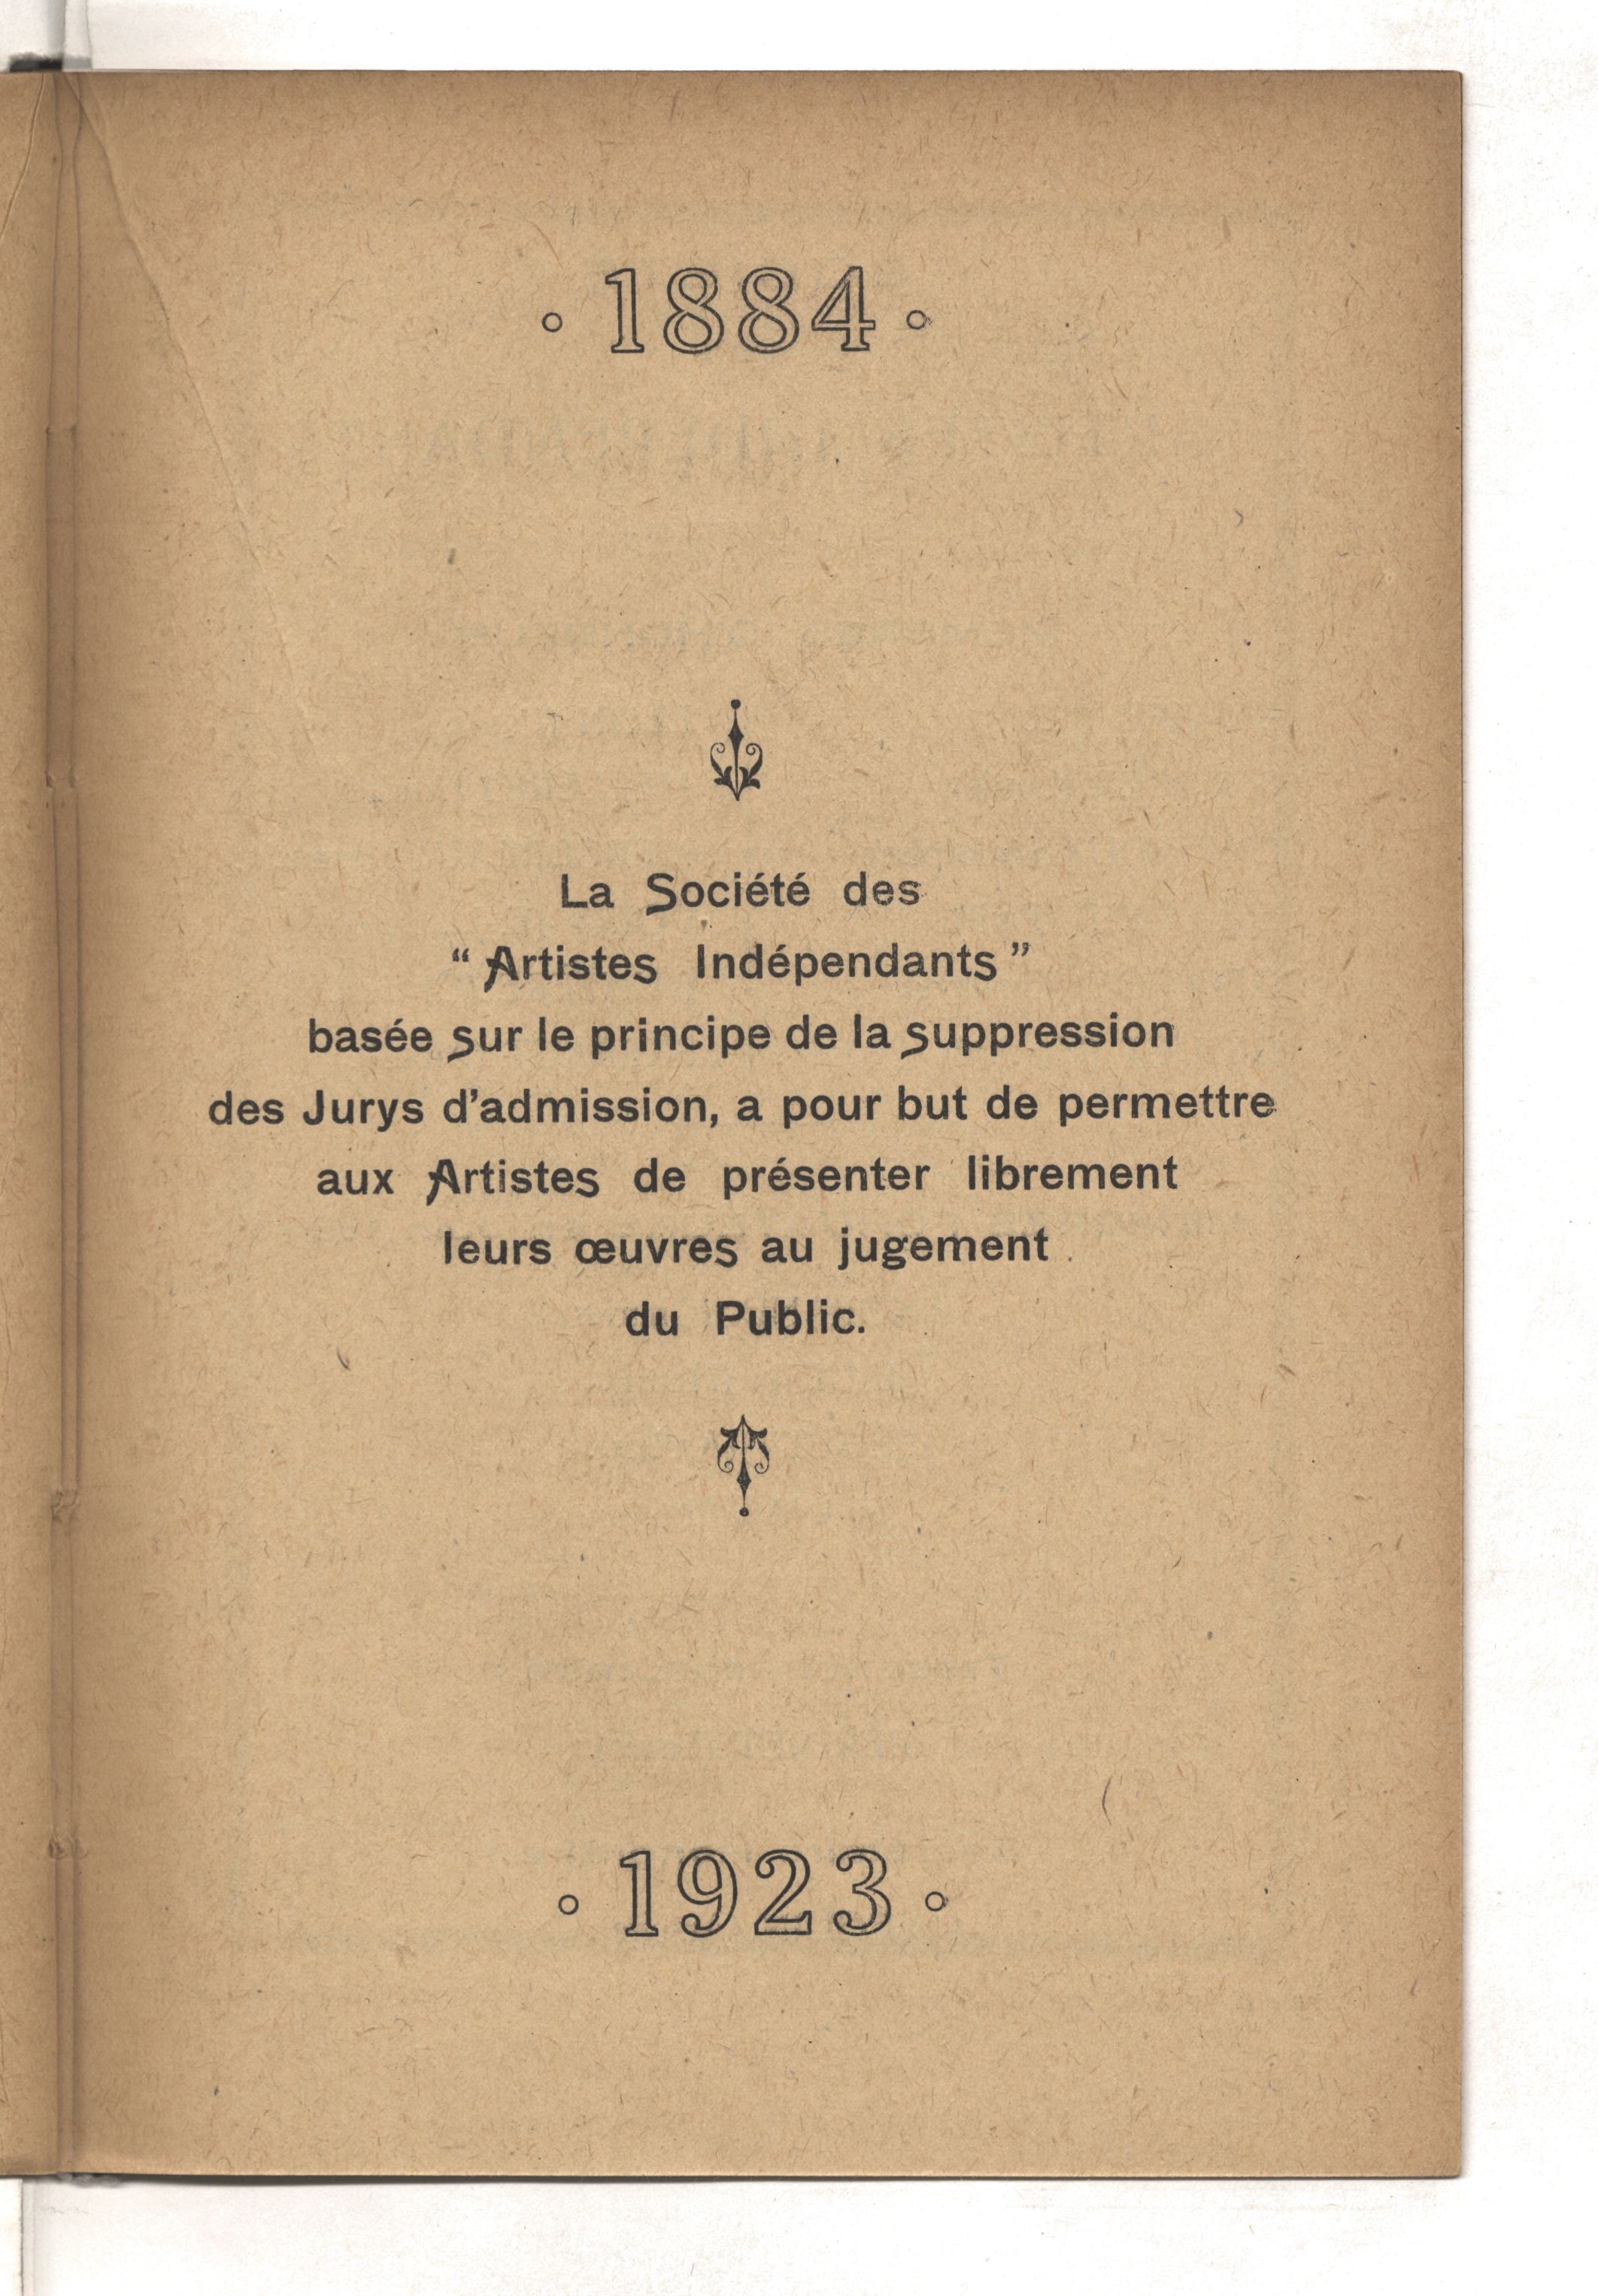 ◦ 1884 ◦
La Société des
“Artistes Indépendants”
basée sur le principe de la suppression
des Jurys d’admission, a pour but de permettre
aux Artistes de présenter librement
leurs œuvres au jugement
du Public.
◦ 1923 ◦